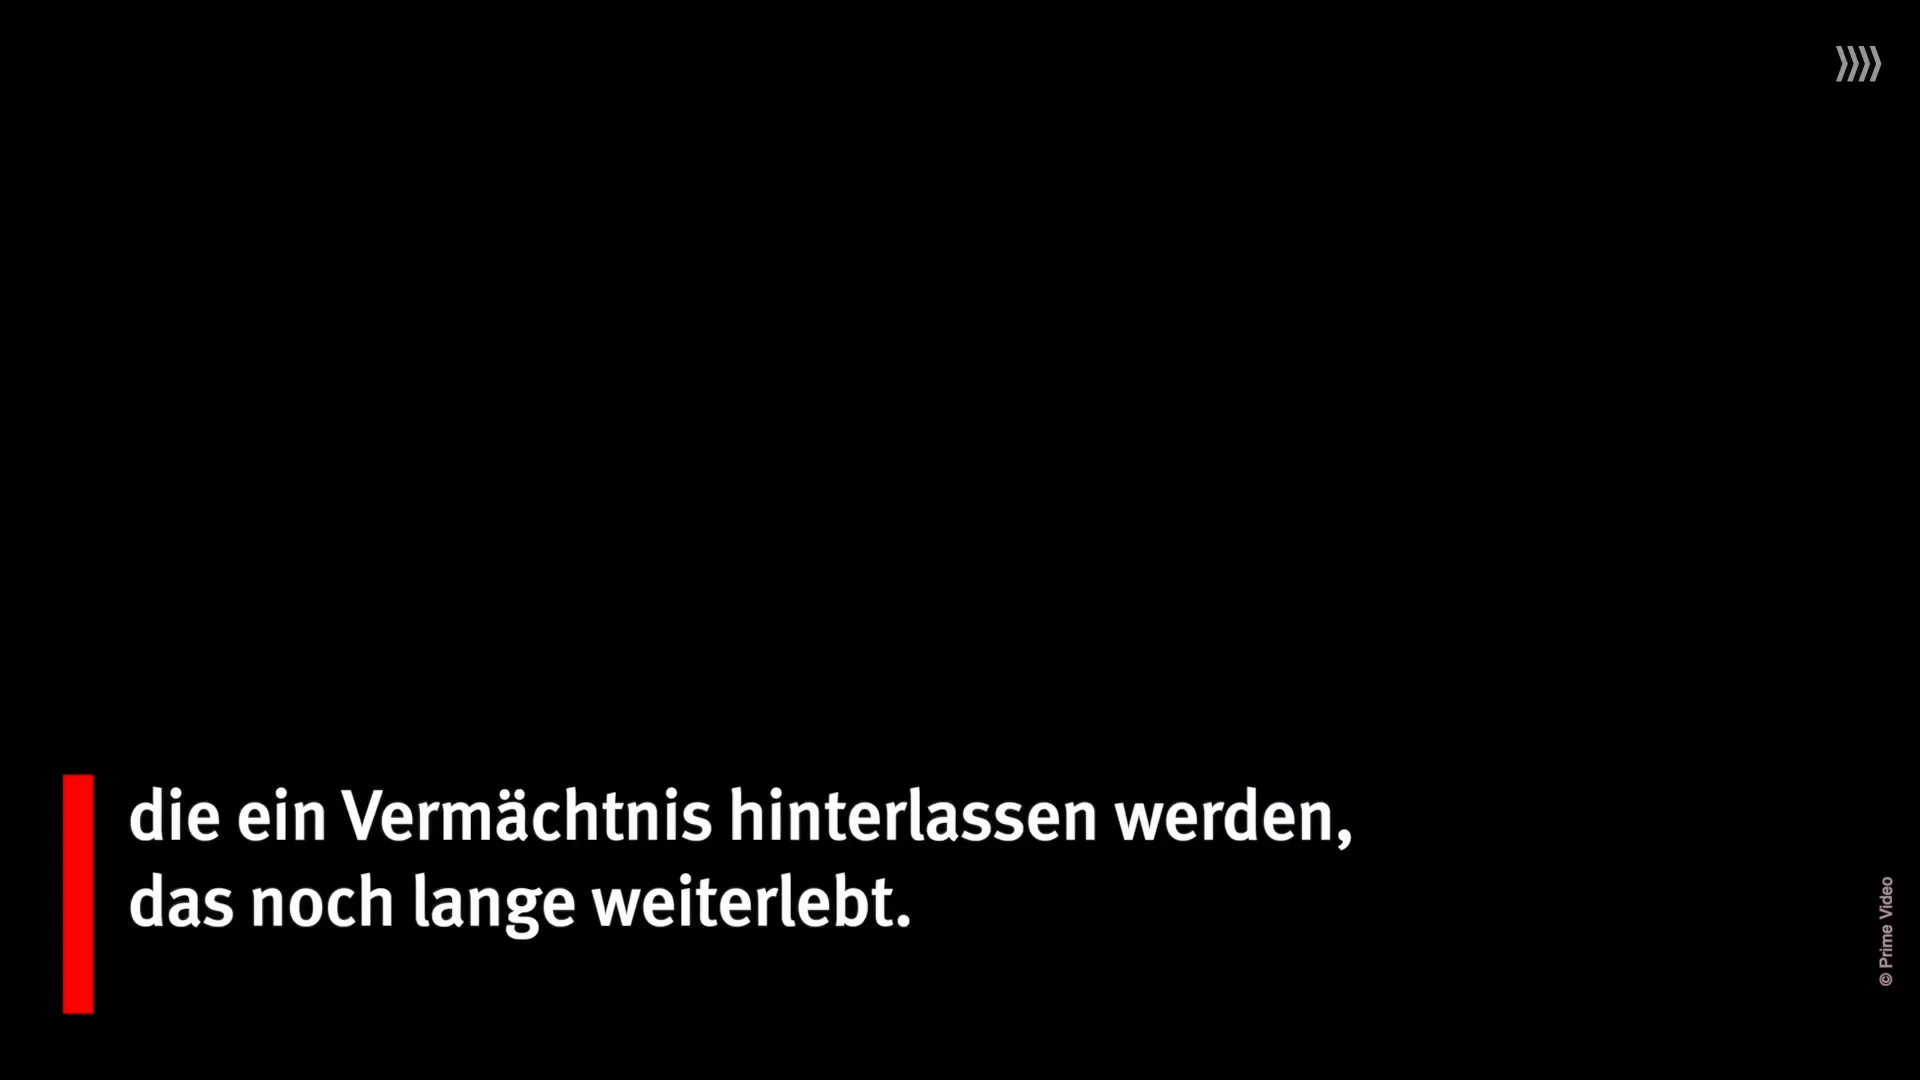 die ein Vermächtnis hinterlassen werden,
das noch lange weiterlebt.
© Prime Video